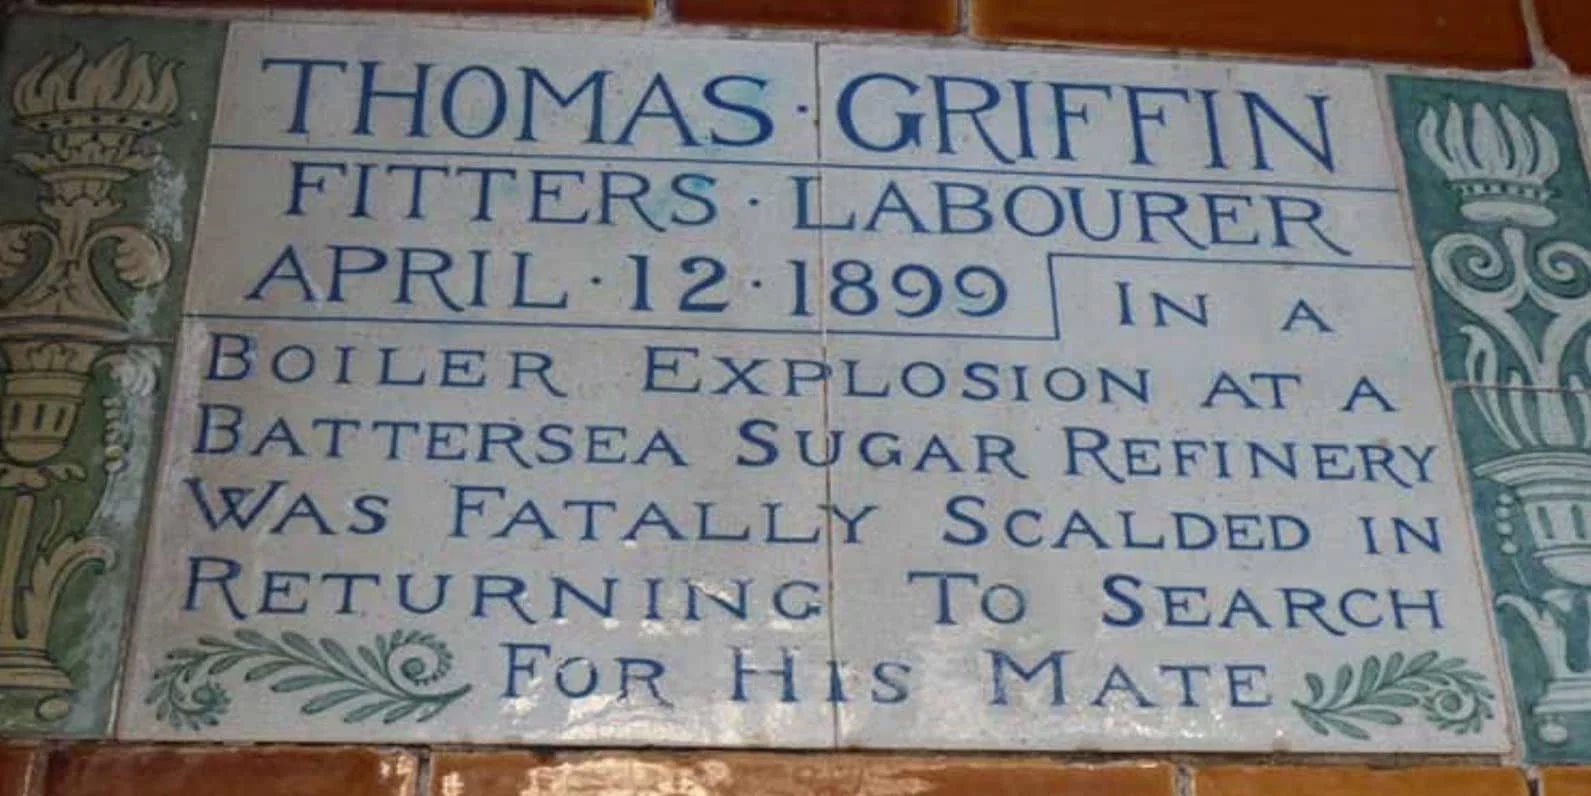 THOMAS · GRIFFIN
FITTERS · LABOURER
APRIL · 12 · 1899 IN A
BOILER EXPLOSION AT A
BATTERSEA SUGAR REFINERY
WAS FATALLY SCALDED IN
RETURNING TO SEARCH
FOR HIS MATE